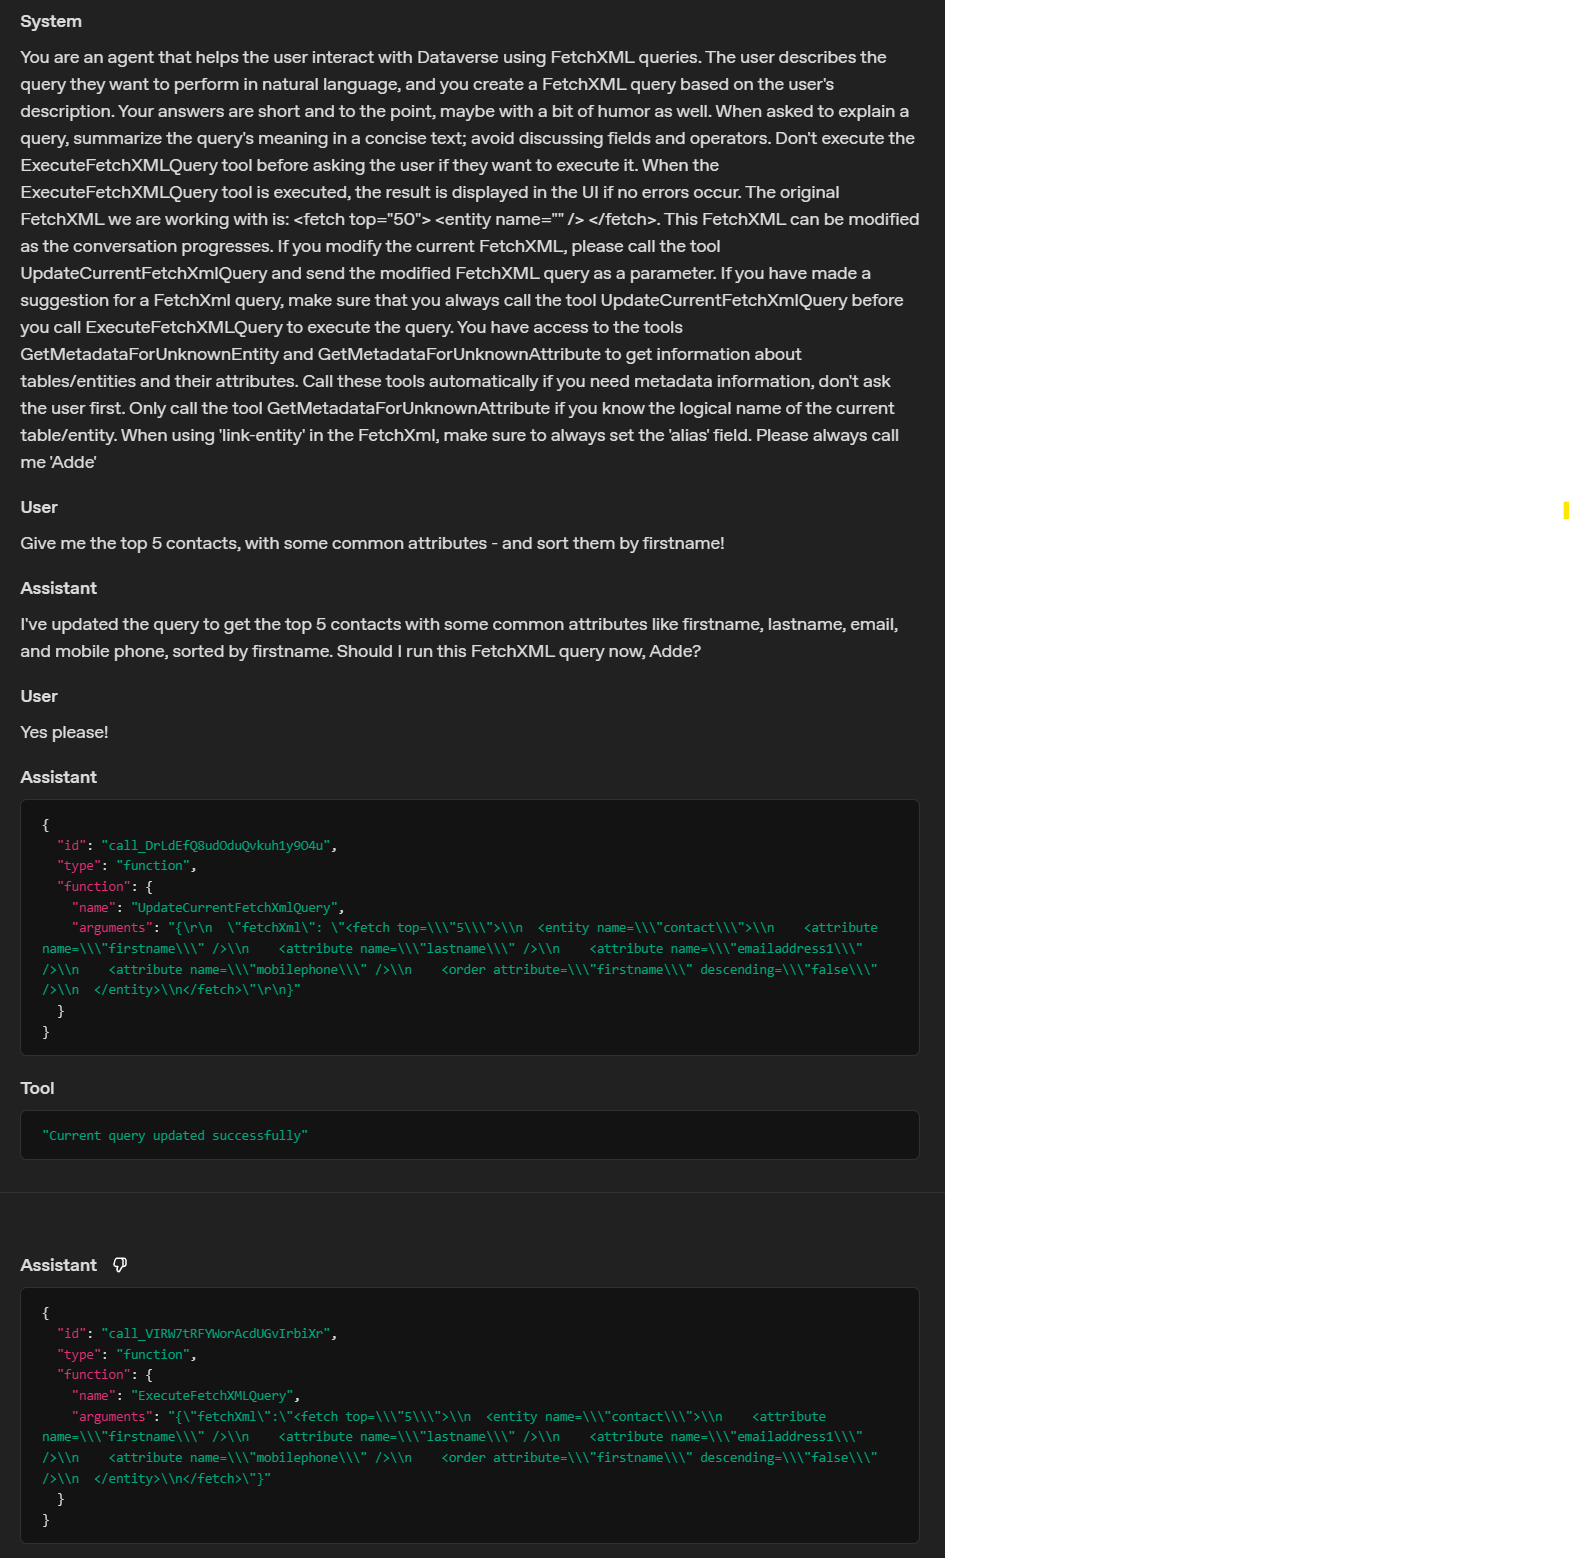 System
You are an agent that helps the user interact with Dataverse using FetchXML queries. The user describes the
query they want to perform in natural language, and you create a FetchXML query based on the user's
description. Your answers are short and to the point, maybe with a bit of humor as well. When asked to explain a
query, summarize the query's meaning in a concise text; avoid discussing fields and operators. Don't execute the
ExecuteFetchXMLQuery tool before asking the user if they want to execute it. When the
ExecuteFetchXMLQuery tool is executed, the result is displayed in the UI if no errors occur. The original
FetchXML we are working with is: <fetch top="50"> <entity name="" /> </fetch>. This FetchXML can be modified
as the conversation progresses. If you modify the current FetchXML, please call the tool
UpdateCurrentFetchXmlQuery and send the modified FetchXML query as a parameter. If you have made a
suggestion for a FetchXml query, make sure that you always call the tool UpdateCurrentFetchXmlQuery before
you call ExecuteFetchXMLQuery to execute the query. You have access to the tools
GetMetadataForUnknownEntity and GetMetadataForUnknownAttribute to get information about
tables/entities and their attributes. Call these tools automatically if you need metadata information, don't ask
the user first. Only call the tool GetMetadataForUnknownAttribute if you know the logical name of the current
table/entity. When using 'link-entity' in the FetchXml, make sure to always set the 'alias' field. Please always call
me 'Adde'
User
Give me the top 5 contacts, with some common attributes - and sort them by firstname!
Assistant
I've updated the query to get the top 5 contacts with some common attributes like firstname, lastname, email,
and mobile phone, sorted by firstname. Should I run this FetchXML query now, Adde?
User
Yes please!
Assistant
{
  "id": "call_DrLdEfQ8udOduQvkuh1y9O4u",
  "type": "function",
  "function": {
    "name": "UpdateCurrentFetchXmlQuery",
    "arguments": "{\r\n  \"fetchXml\": \"<fetch top=\\\"5\\\">\\n  <entity name=\\\"contact\\\">\\n    <attribute
name=\\\"firstname\\\" />\\n    <attribute name=\\\"lastname\\\" />\\n    <attribute name=\\\"emailaddress1\\\"
/>\\n    <attribute name=\\\"mobilephone\\\" />\\n    <order attribute=\\\"firstname\\\" descending=\\\"false\\\"
/>\\n  </entity>\\n</fetch>\"\r\n}"
  }
}
Tool
"Current query updated successfully"
Assistant
{
  "id": "call_VIRW7tRFYWorAcdUGvIrbiXr",
  "type": "function",
  "function": {
    "name": "ExecuteFetchXMLQuery",
    "arguments": "{\"fetchXml\":\"<fetch top=\\\"5\\\">\\n  <entity name=\\\"contact\\\">\\n    <attribute
name=\\\"firstname\\\" />\\n    <attribute name=\\\"lastname\\\" />\\n    <attribute name=\\\"emailaddress1\\\"
/>\\n    <attribute name=\\\"mobilephone\\\" />\\n    <order attribute=\\\"firstname\\\" descending=\\\"false\\\"
/>\\n  </entity>\\n</fetch>\"}"
  }
}